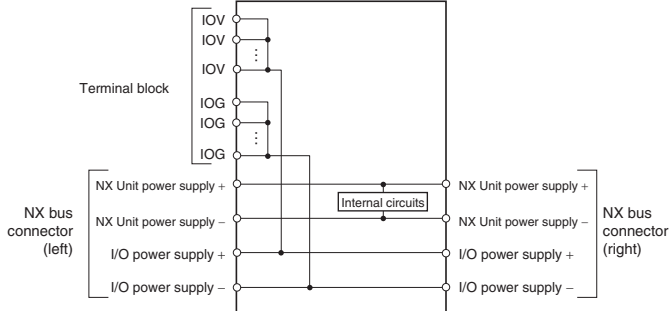 IOV
IOV
⋮
IOV
Terminal block
IOG
IOG
⋮
IOG
NX bus
connector
(left)
NX Unit power supply +
NX Unit power supply −
I/O power supply +
I/O power supply −
Internal circuits
NX Unit power supply +
NX Unit power supply −
I/O power supply +
I/O power supply −
NX bus
connector
(right)